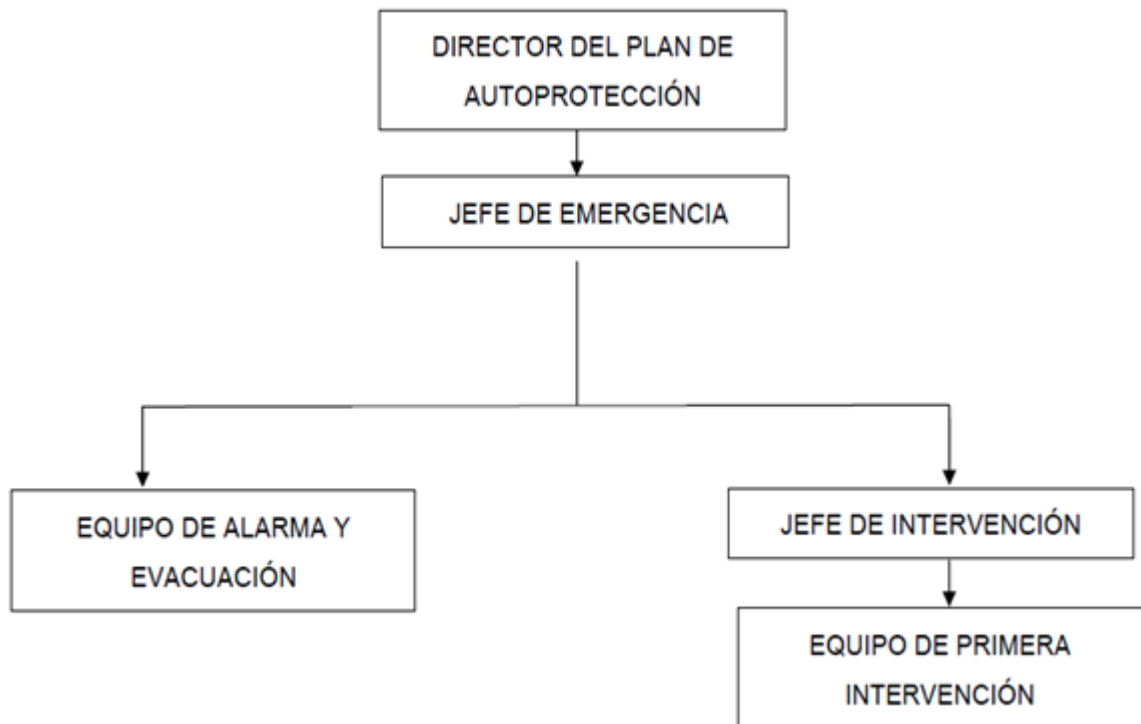 DIRECTOR DEL PLAN DE
AUTOPROTECCIÓN
JEFE DE EMERGENCIA
EQUIPO DE ALARMA Y
EVACUACIÓN
JEFE DE INTERVENCIÓN
EQUIPO DE PRIMERA
INTERVENCIÓN